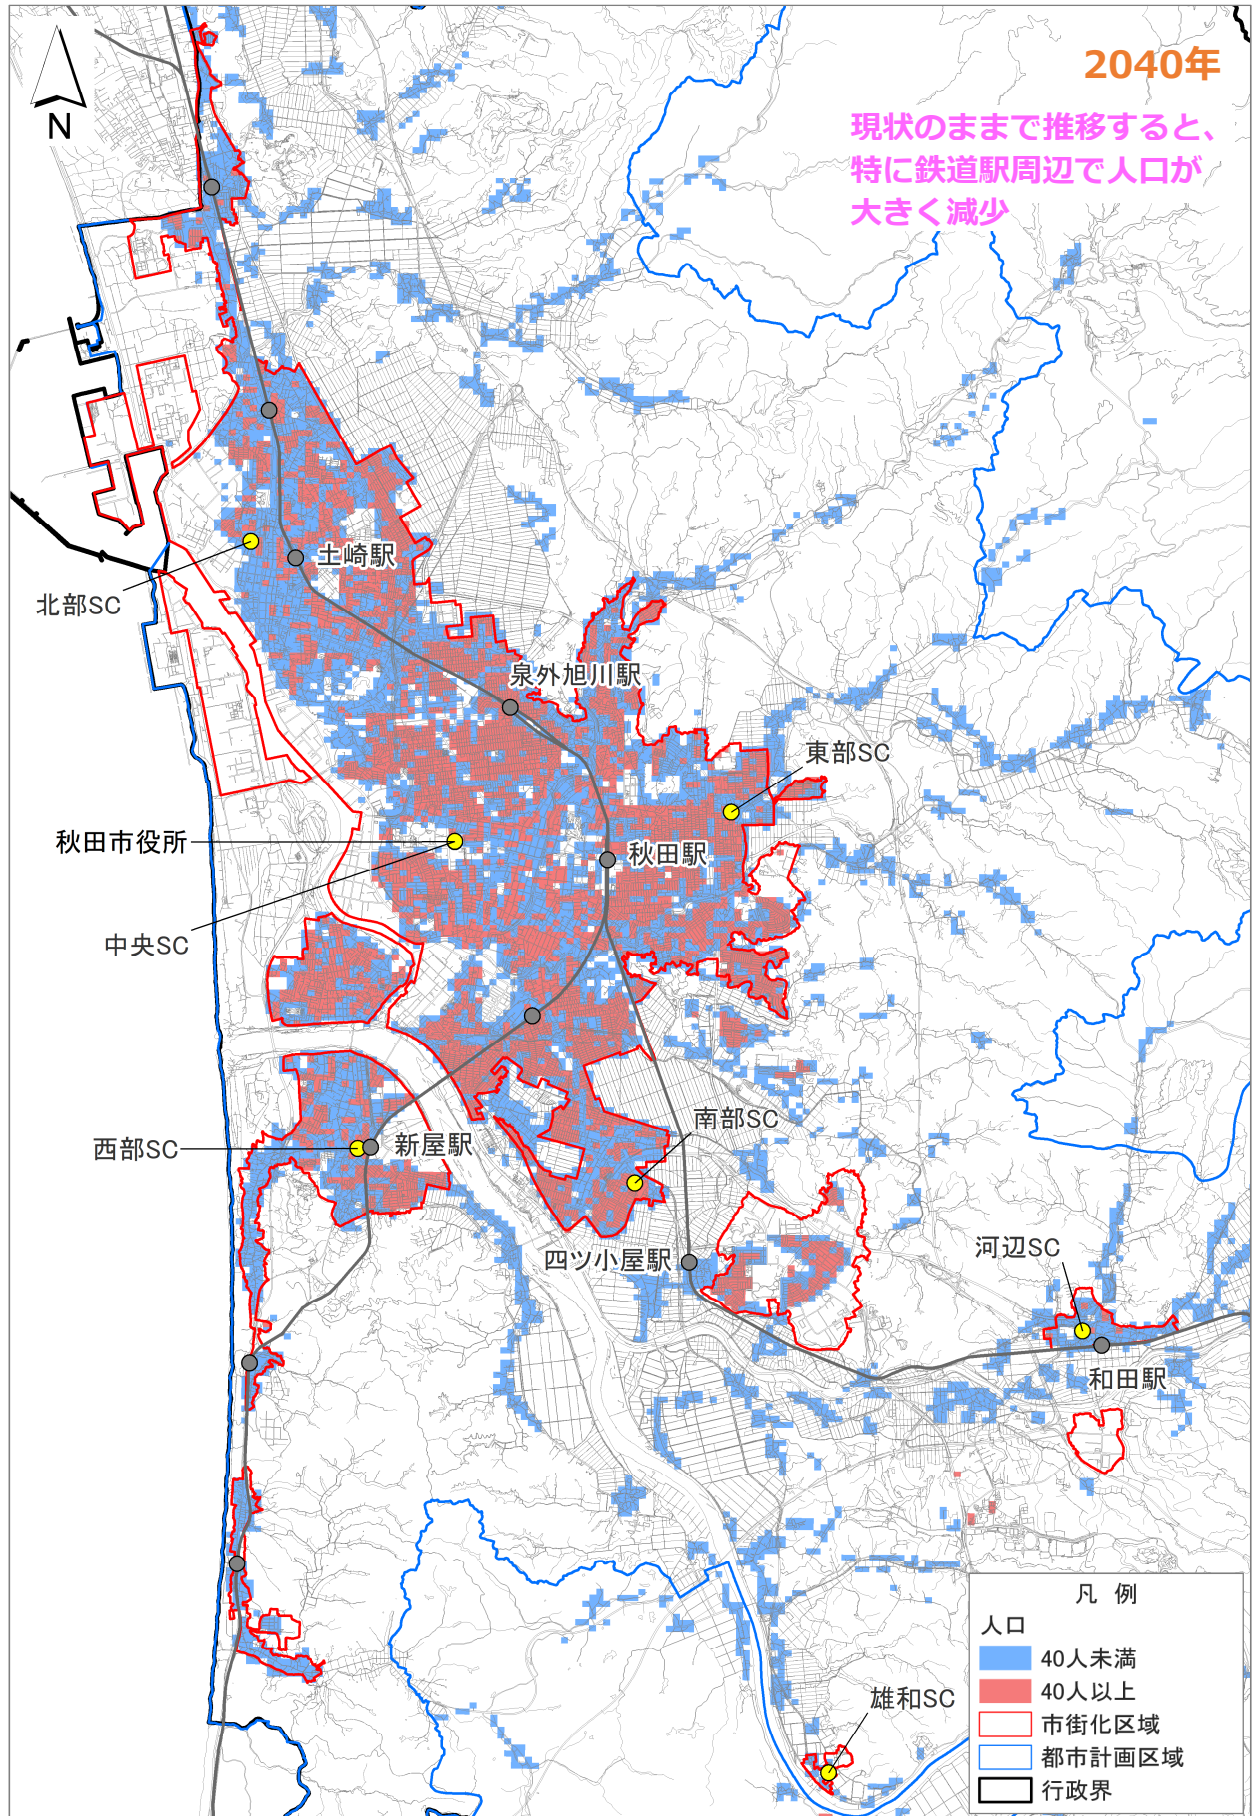 2040年
現状のままで推移すると、
特に鉄道駅周辺で人口が
大きく減少
N
土崎駅
北部SC
泉外旭川駅
東部SC
秋田市役所
秋田駅
中央SC
南部SC
西部SC
新屋駅
河辺SC
四ツ小屋駅
和田駅
雄和SC
凡 例
人口
40人未満
40人以上
市街化区域
都市計画区域
行政界